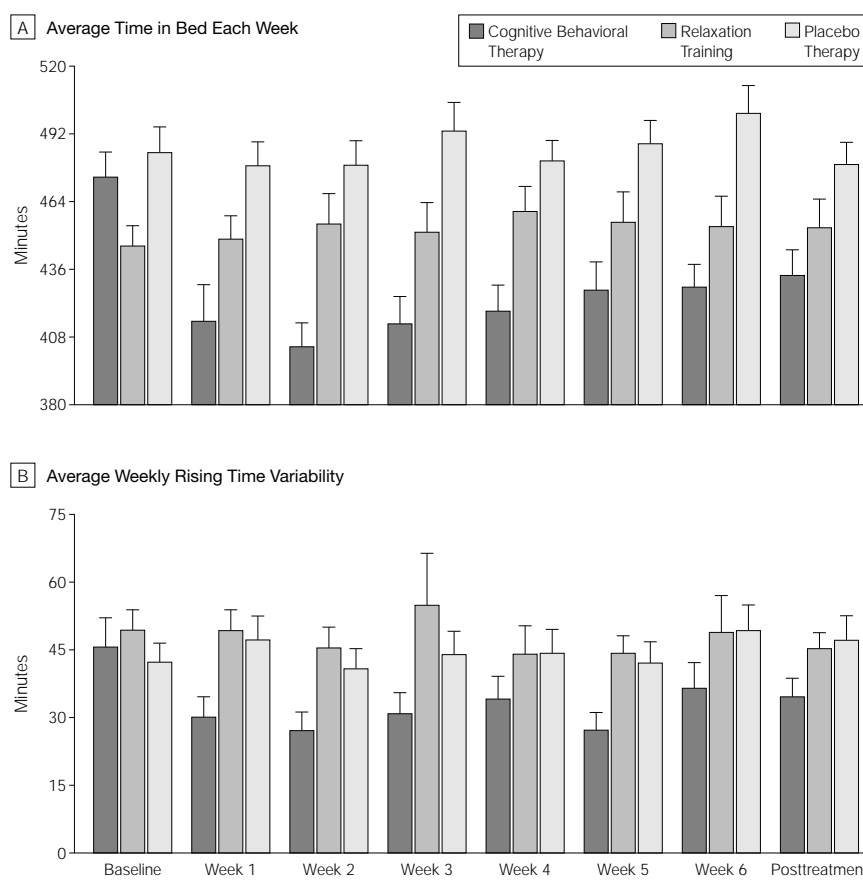 A Average Time in Bed Each Week
Cognitive Behavioral
Therapy
Relaxation
Training
Placebo
Therapy
520
492
464
436
408
380
Minutes
B Average Weekly Rising Time Variability
75
60
45
30
15
0
Minutes
Baseline Week 1 Week 2 Week 3 Week 4 Week 5 Week 6 Posttreatmen